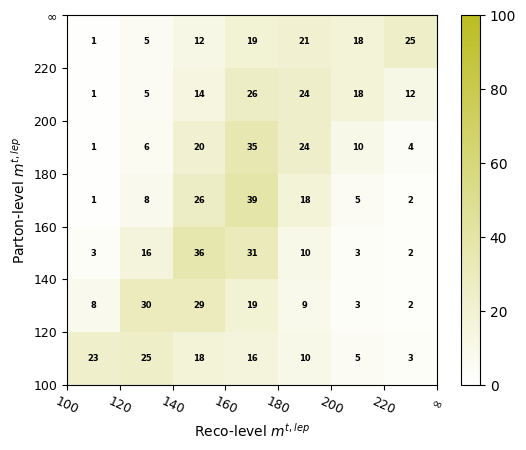 ∞ 1 5 12 19 21 18 25 100
220 1 5 14 26 24 18 12 80
200 1 6 20 35 24 10 4 60
180 1 8 26 39 18 5 2 40
160 3 16 36 31 10 3 2 20
140 8 30 29 19 9 3 2
120 23 25 18 16 10 5 3
100 0
100 120 140 160 180 200 220 ∞
Parton-level m^{t, lep}
Reco-level m^{t, lep}